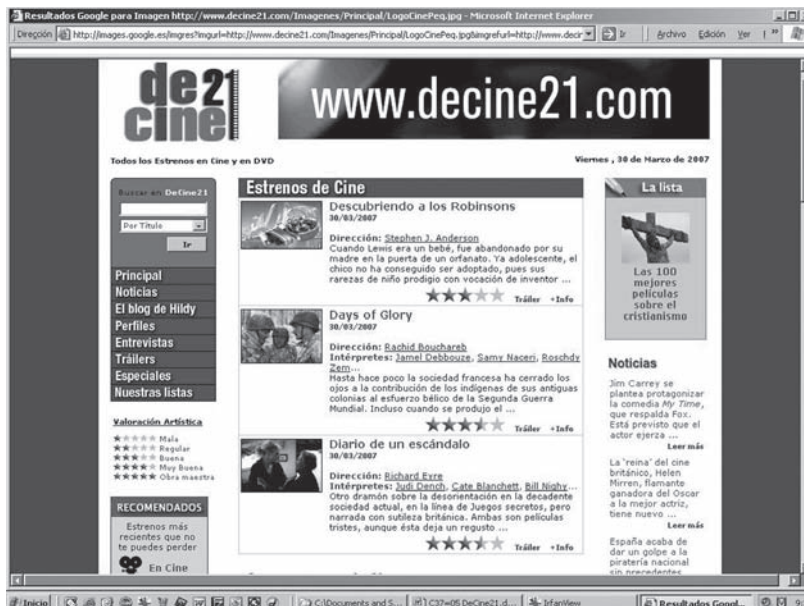 Resultados Google para Imagen http://www.decine21.com/Imagenes/Principal/LogoCinePeq.jpg - Microsoft Internet Explorer
Dirección http://images.google.es/imgres?imgurl=http://www.decine21.com/Imagenes/Principal/LogoCinePeq.jpg&imgrefurl=http://www.decir Ir Archivo Edición Ver
de 21
cine
www.decine21.com
Todos los Estrenos en Cine y en DVD
Viernes , 30 de Marzo de 2007
Buscar en DeCine21
Por Título
Ir
Principal
Noticias
El blog de Hildy
Perfiles
Entrevistas
Tráilers
Especiales
Nuestras listas
Valoración Artística
Mala
Regular
Buena
Muy Buena
Obra maestra
RECOMENDADOS
Estrenos más
recientes que no
te puedes perder
En Cine
Estrenos de Cine
Descubriendo a los Robinsons
30/03/2007
Dirección: Stephen J. Anderson
Cuando Lewis era un bebé, fue abandonado por su
madre en la puerta de un orfanato. Ya adolescente, el
chico no ha conseguido ser adoptado, pues sus
rarezas de niño prodigio con vocación de inventor ...
Tráiler +Info
Days of Glory
30/03/2007
Dirección: Rachid Bouchareb
Intérpretes: Jamel Debbouze, Samy Naceri, Roschdy
Zem...
Hasta hace poco la sociedad francesa ha cerrado los
ojos a la contribución de los indígenas de sus antiguas
colonias al esfuerzo bélico de la Segunda Guerra
Mundial. Incluso cuando se produjo el ...
Tráiler +Info
Diario de un escándalo
30/03/2007
Dirección: Richard Eyre
Intérpretes: Judi Dench, Cate Blanchett, Bill Nighy...
Otro dramón sobre la desorientación en la decadente
sociedad actual, en la línea de Juegos secretos, pero
narrada con sutileza británica. Ambas son películas
tristes, aunque ésta deja un regusto ...
Tráiler +Info
La lista
Las 100
mejores
películas
sobre el
cristianismo
Noticias
Jim Carrey se
plantea protagonizar
la comedia My Time,
que respalda Fox.
Está previsto que el
actor ejerza ...
Leer más
La 'reina' del cine
británico, Helen
Mirren, flamante
ganadora del Oscar
a la mejor actriz,
tiene nuevo ...
Leer más
España acaba de
dar un golpe a la
piratería nacional
sin precedentes
Inicio C:\Documents and S... C37=05 DeCine21.d... IrfanView Resultados Googl...